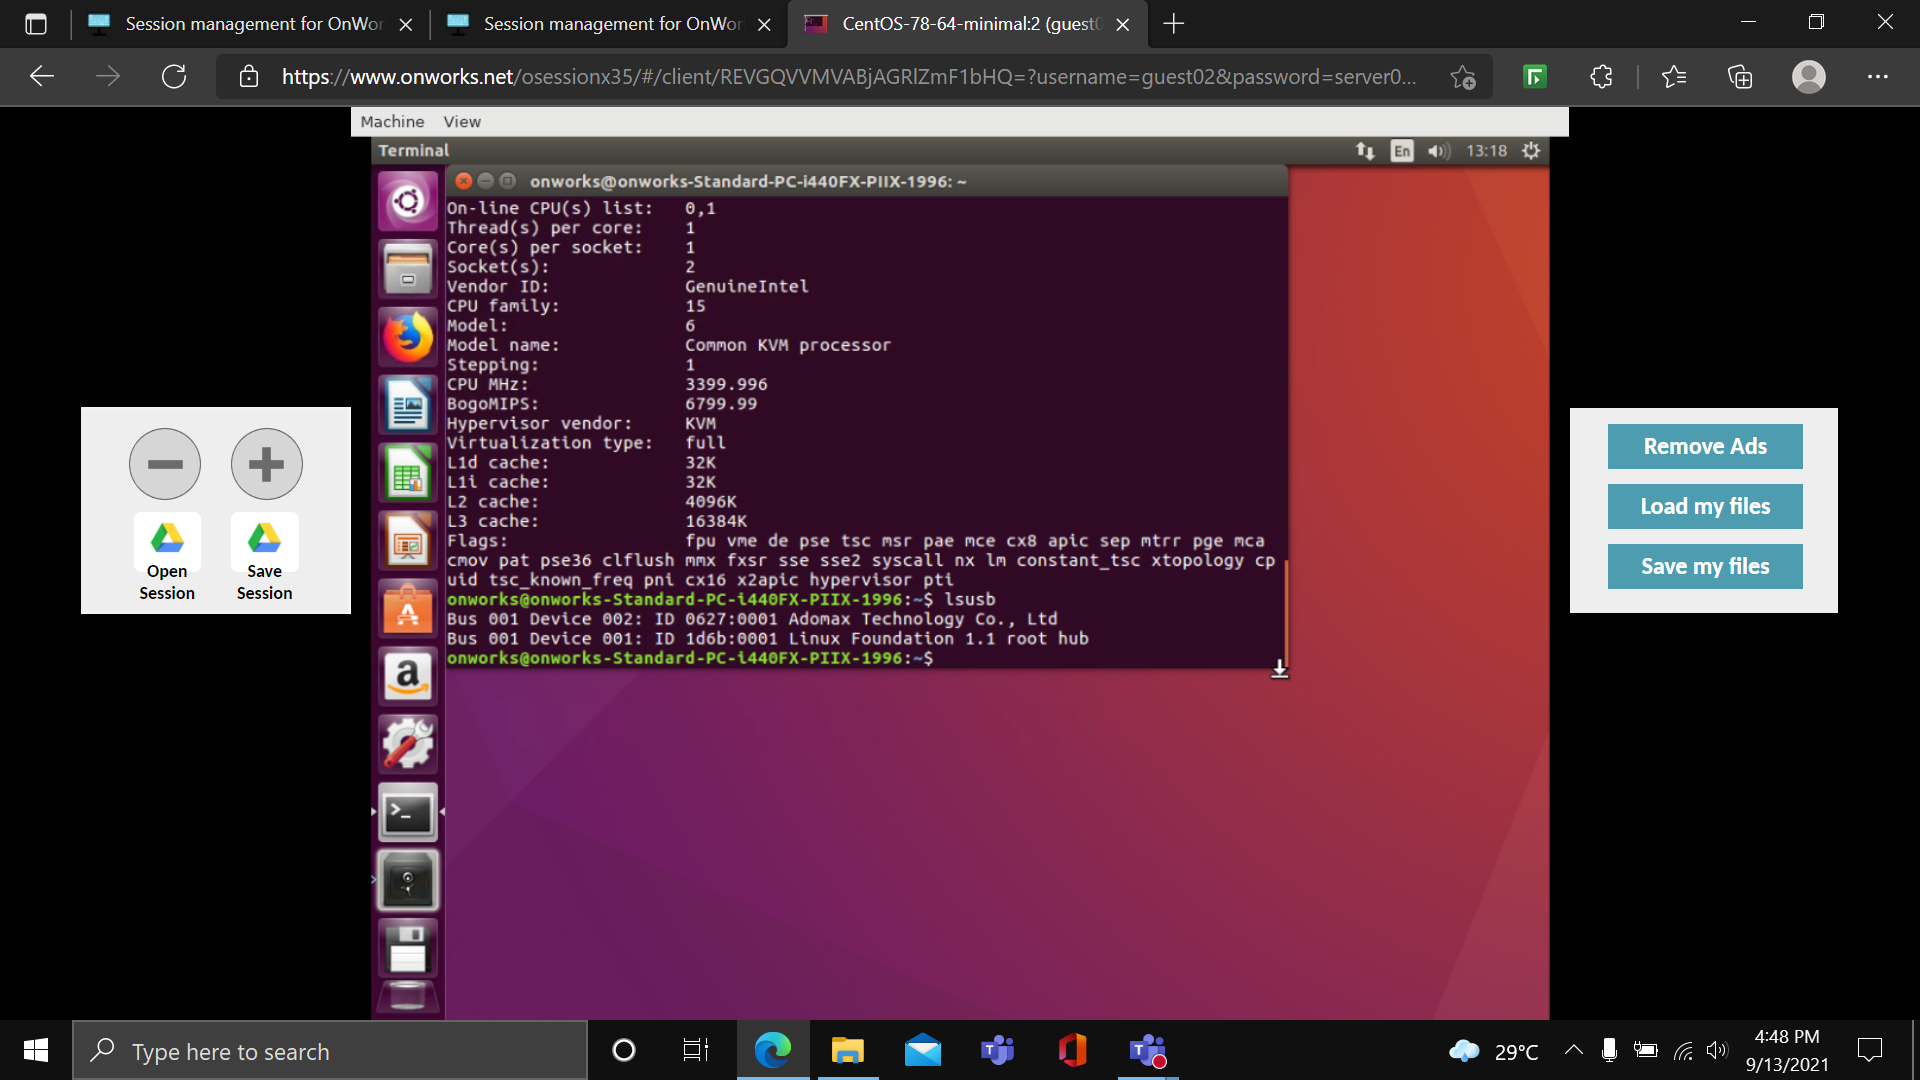 Session management for OnWor
Session management for OnWor
CentOS-78-64-minimal:2 (guest0
https://www.onworks.net/osessionx35/#/client/REVGQVVMVABjAGRlZmF1bHQ=?username=guest02&password=server0...
Machine View
Terminal
En
13:18
onworks@onworks-Standard-PC-i440FX-PIIX-1996: ~
On-line CPU(s) list: 0,1
Thread(s) per core: 1
Core(s) per socket: 1
Socket(s): 2
Vendor ID: GenuineIntel
CPU family: 15
Model: 6
Model name: Common KVM processor
Stepping: 1
CPU MHz: 3399.996
BogoMIPS: 6799.99
Hypervisor vendor: KVM
Virtualization type: full
L1d cache: 32K
L1i cache: 32K
L2 cache: 4096K
L3 cache: 16384K
Flags: fpu vme de pse tsc msr pae mce cx8 apic sep mtrr pge mca
cmov pat pse36 clflush mmx fxsr sse sse2 syscall nx lm constant_tsc xtopology cp
uid tsc_known_freq pni cx16 x2apic hypervisor pti
onworks@onworks-Standard-PC-i440FX-PIIX-1996:~$ lsusb
Bus 001 Device 002: ID 0627:0001 Adomax Technology Co., Ltd
Bus 001 Device 001: ID 1d6b:0001 Linux Foundation 1.1 root hub
onworks@onworks-Standard-PC-i440FX-PIIX-1996:~$
Open
Session
Save
Session
Remove Ads
Load my files
Save my files
Type here to search
29°C
4:48 PM
9/13/2021